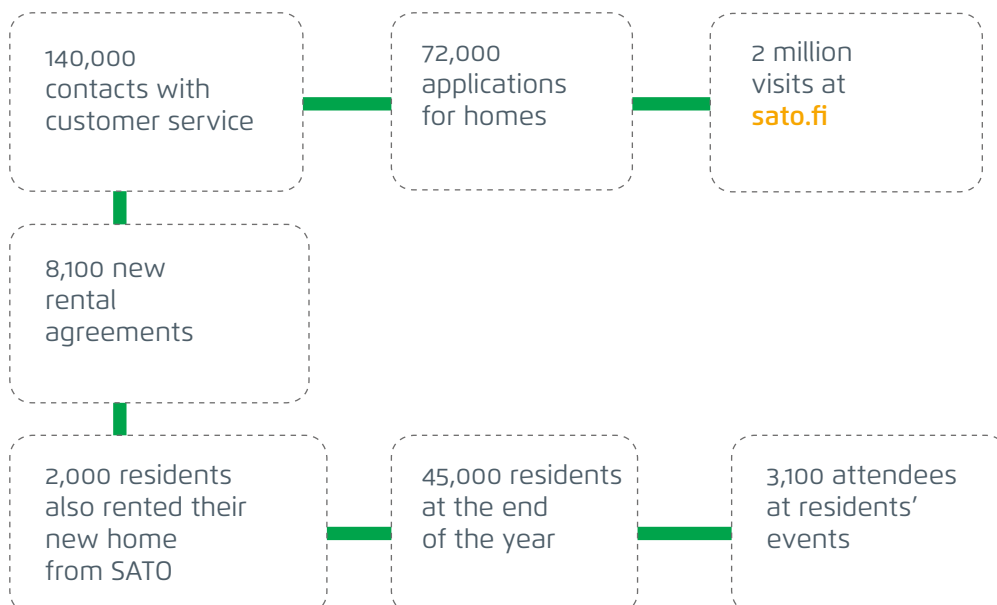 140,000
contacts with
customer service
72,000
applications
for homes
2 million
visits at
sato.fi
8,100 new
rental
agreements
2,000 residents
also rented their
new home
from SATO
45,000 residents
at the end
of the year
3,100 attendees
at residents’
events